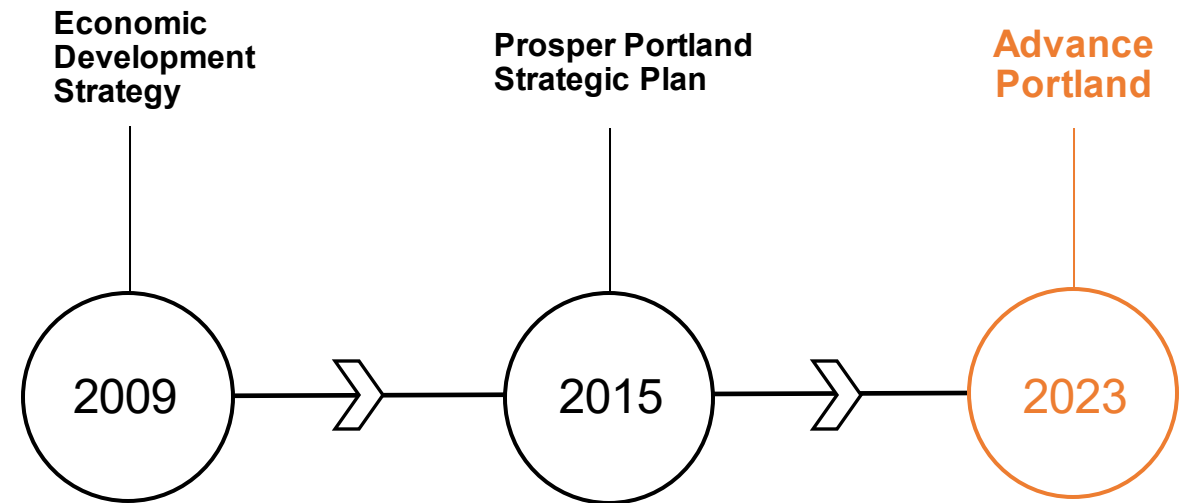 Economic
Development
Strategy
Prosper Portland
Strategic Plan
Advance
Portland
2009
2015
2023